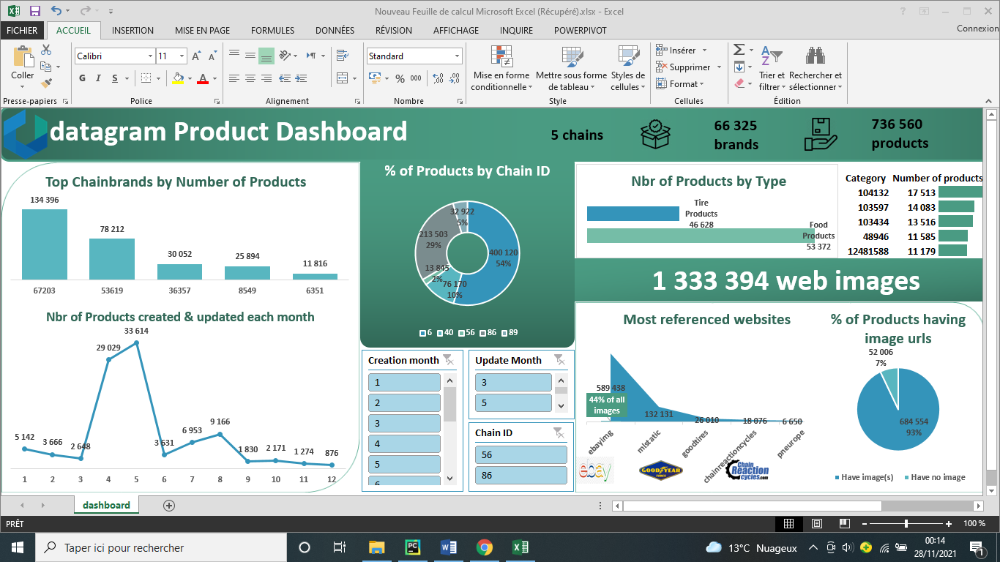 Nouveau Feuille de calcul Microsoft Excel (Récupéré).xlsx - Excel
FICHIER ACCUEIL INSERTION MISE EN PAGE FORMULES DONNÉES RÉVISION AFFICHAGE INQUIRE POWERPIVOT Connexion
Coller
Presse-papiers
Calibri 11
G I S
Police
Alignement
Standard
% 000
Nombre
Mise en forme conditionnelle
Mettre sous forme de tableau
Styles de cellules
Style
Insérer
Supprimer
Format
Cellules
Trier et filtrer
Rechercher et sélectionner
Édition
datagram Product Dashboard
5 chains
66 325
brands
736 560
products
Top Chainbrands by Number of Products
134 396
78 212
30 052
25 894
11 816
67203 53619 36357 8549 6351
Nbr of Products created & updated each month
5 142
3 666
2 648
29 029
33 614
3 631
6 953
9 166
1 830
2 171
1 274
876
1 2 3 4 5 6 7 9 10 11 12
% of Products by Chain ID
32 922
5%
213 503
29%
400 120
54%
13 845
2%
76 170
10%
6 40 56 86 89
Creation month
1
2
3
4
5
6
Update Month
3
5
Chain ID
56
86
Nbr of Products by Type
Tire
Products
46 628
Food
Products
53 372
Category Number of products
104132 17 513
103597 14 083
103434 13 516
48946 11 585
12481588 11 179
1 333 394 web images
Most referenced websites
589 438
44% of all
images
132 131
26 010
18 076
6 650
ebayimg
mlstatic
goodtires
chainreactioncycles
pneurope
ebay
GOODYEAR
TIRES
Chain
Reaction
Cycles.com
% of Products having
image urls
52 006
7%
684 554
93%
Have image(s) Have no image
dashboard
PRÊT
100 %
Taper ici pour rechercher
13°C Nuageux
00:14
28/11/2021
1